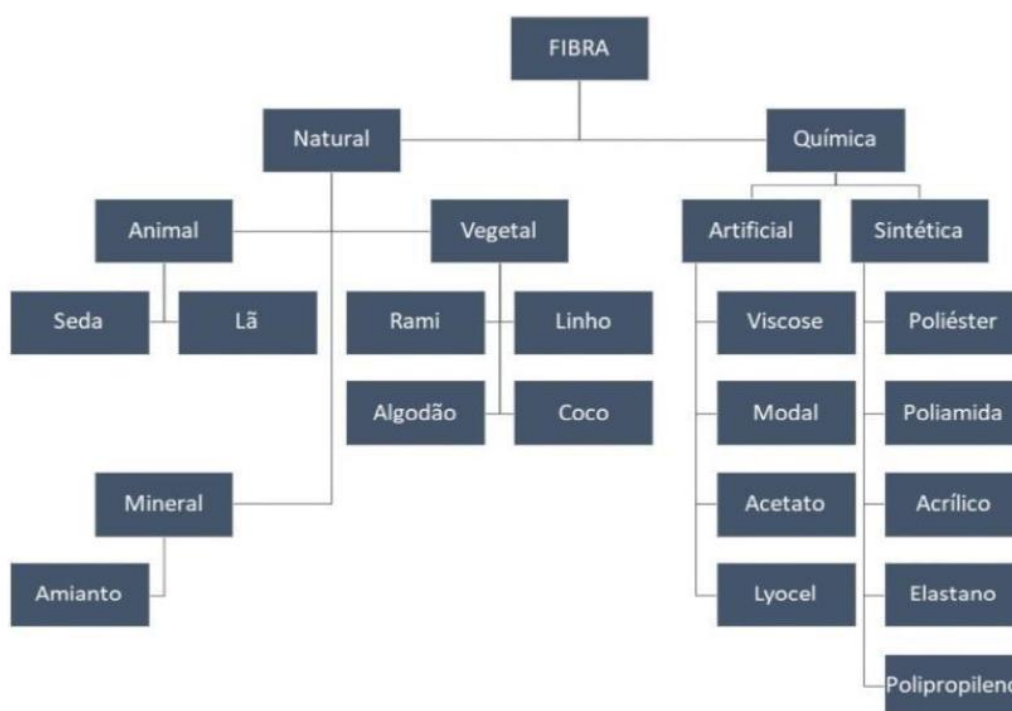 FIBRA
Natural
Química
Animal
Vegetal
Artificial
Sintética
Seda
Lã
Rami
Linho
Viscose
Poliéster
Algodão
Coco
Modal
Poliamida
Mineral
Acetato
Acrílico
Amianto
Lyocel
Elastano
Polipropileno